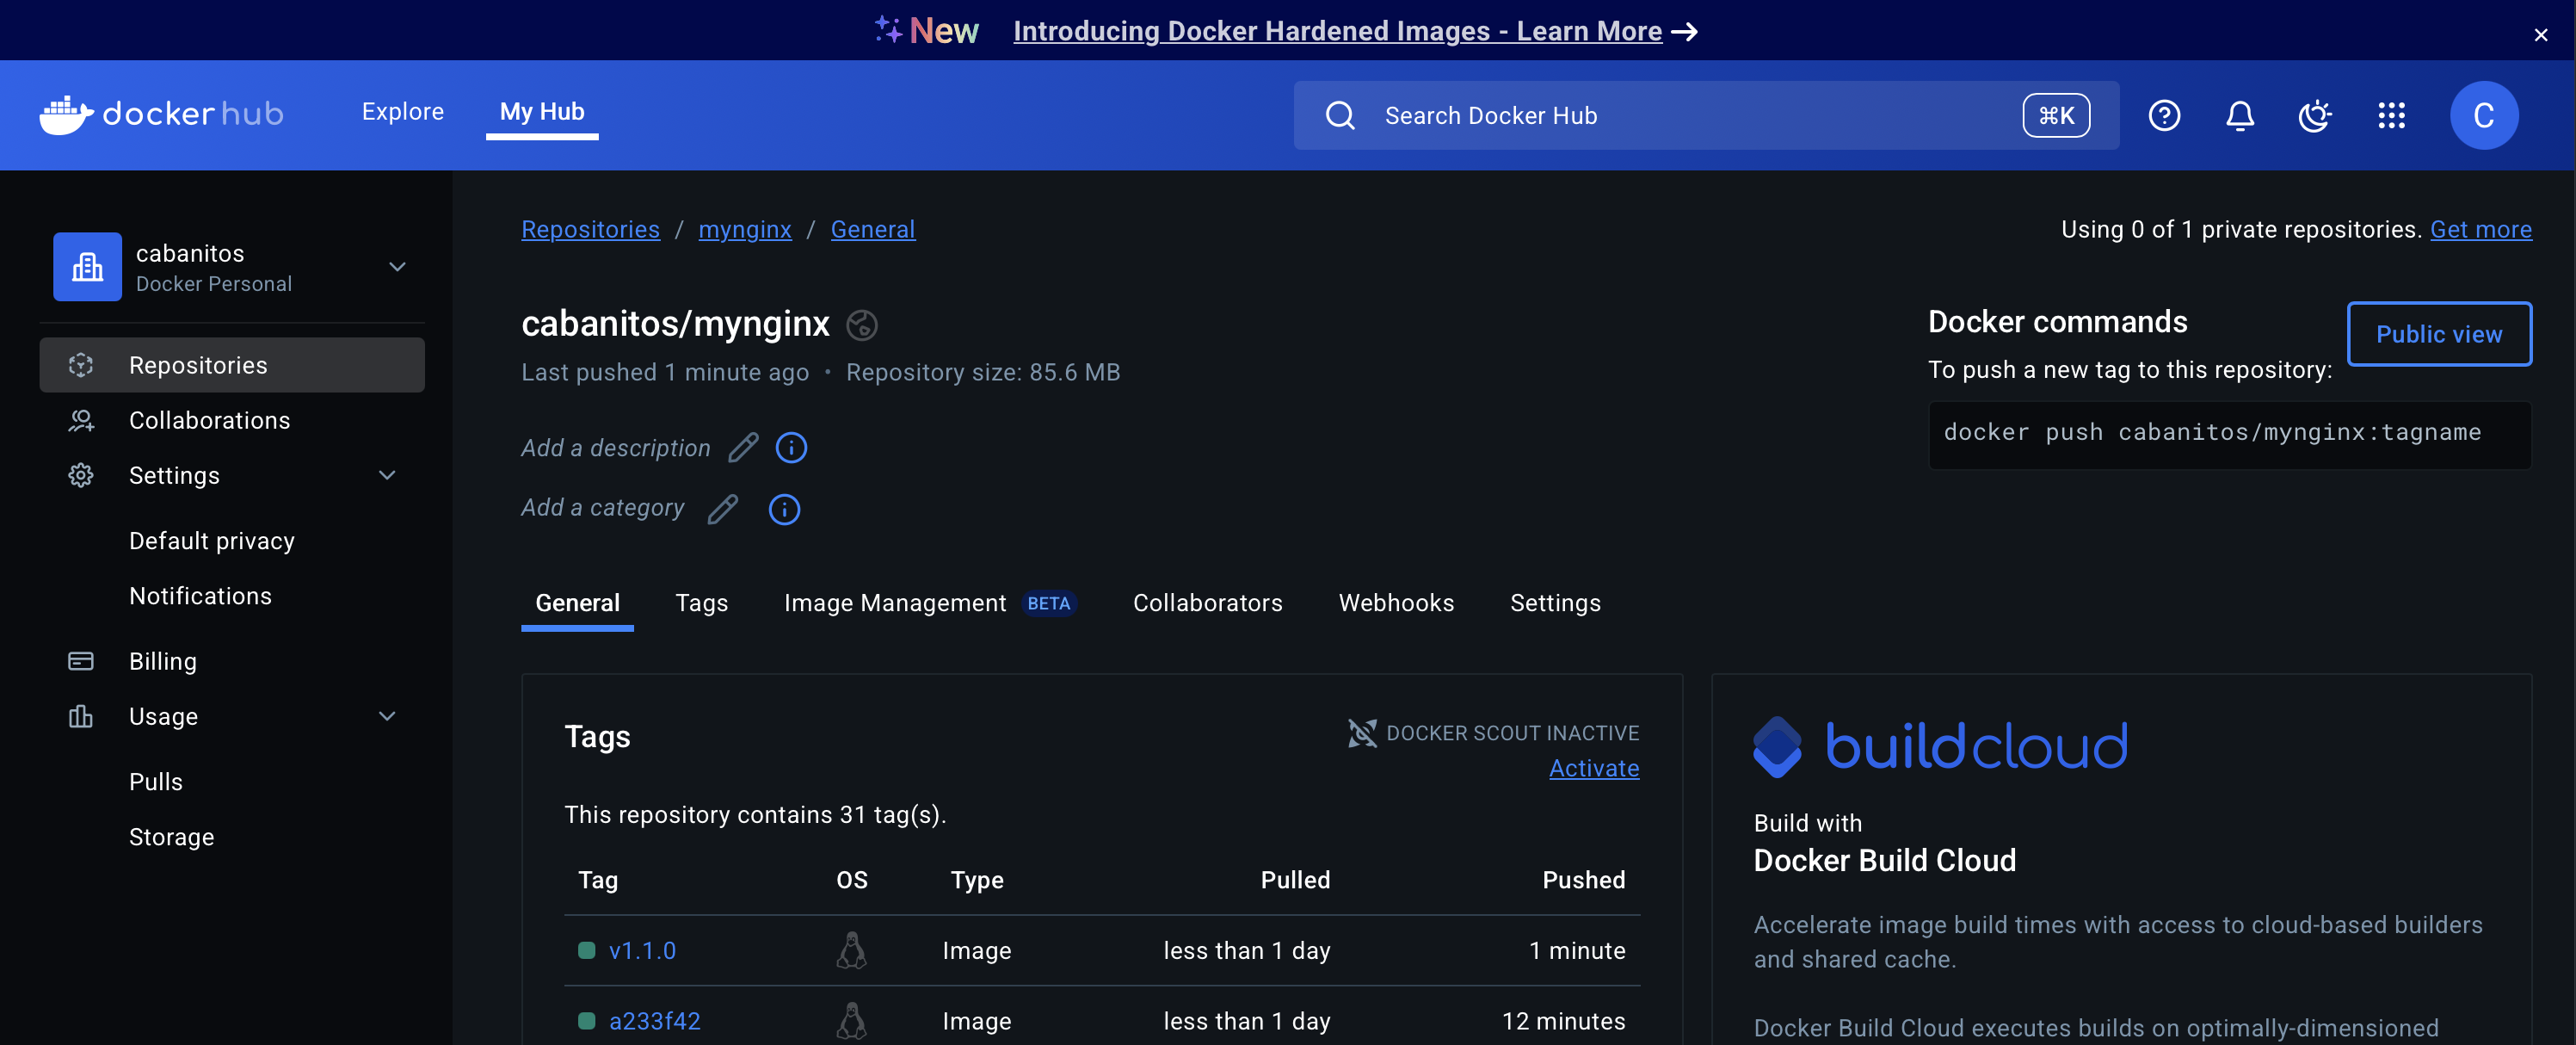 New Introducing Docker Hardened Images - Learn More
dockerhub
Explore
My Hub
Search Docker Hub
⌘K
C
cabanitos
Docker Personal
Repositories
Collaborations
Settings
Default privacy
Notifications
Billing
Usage
Pulls
Storage
Repositories / mynginx / General
Using 0 of 1 private repositories. Get more
cabanitos/mynginx
Last pushed 1 minute ago • Repository size: 85.6 MB
Add a description
Add a category
Docker commands
Public view
To push a new tag to this repository:
docker push cabanitos/mynginx:tagname
General Tags Image Management BETA Collaborators Webhooks Settings
Tags
DOCKER SCOUT INACTIVE
Activate
This repository contains 31 tag(s).
Tag OS Type Pulled Pushed
v1.1.0 Image less than 1 day 1 minute
a233f42 Image less than 1 day 12 minutes
buildcloud
Build with
Docker Build Cloud
Accelerate image build times with access to cloud-based builders
and shared cache.
Docker Build Cloud executes builds on optimally-dimensioned